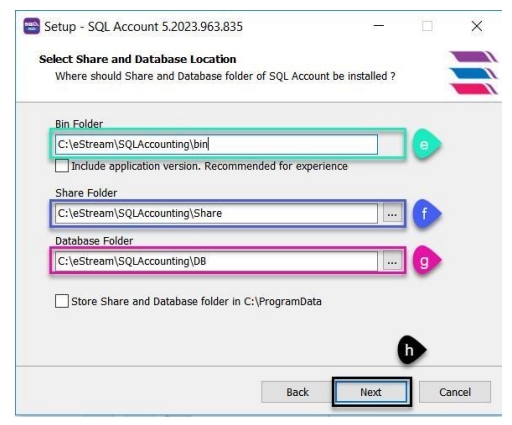 Setup - SQL Account 5.2023.963.835
Select Share and Database Location
Where should Share and Database folder of SQL Account be installed ?
Bin Folder
C:\eStream\SQLAccounting\bin
e
Include application version. Recommended for experience
Share Folder
C:\eStream\SQLAccounting\Share
...
f
Database Folder
C:\eStream\SQLAccounting\DB
...
g
Store Share and Database folder in C:\ProgramData
h
Back
Next
Cancel